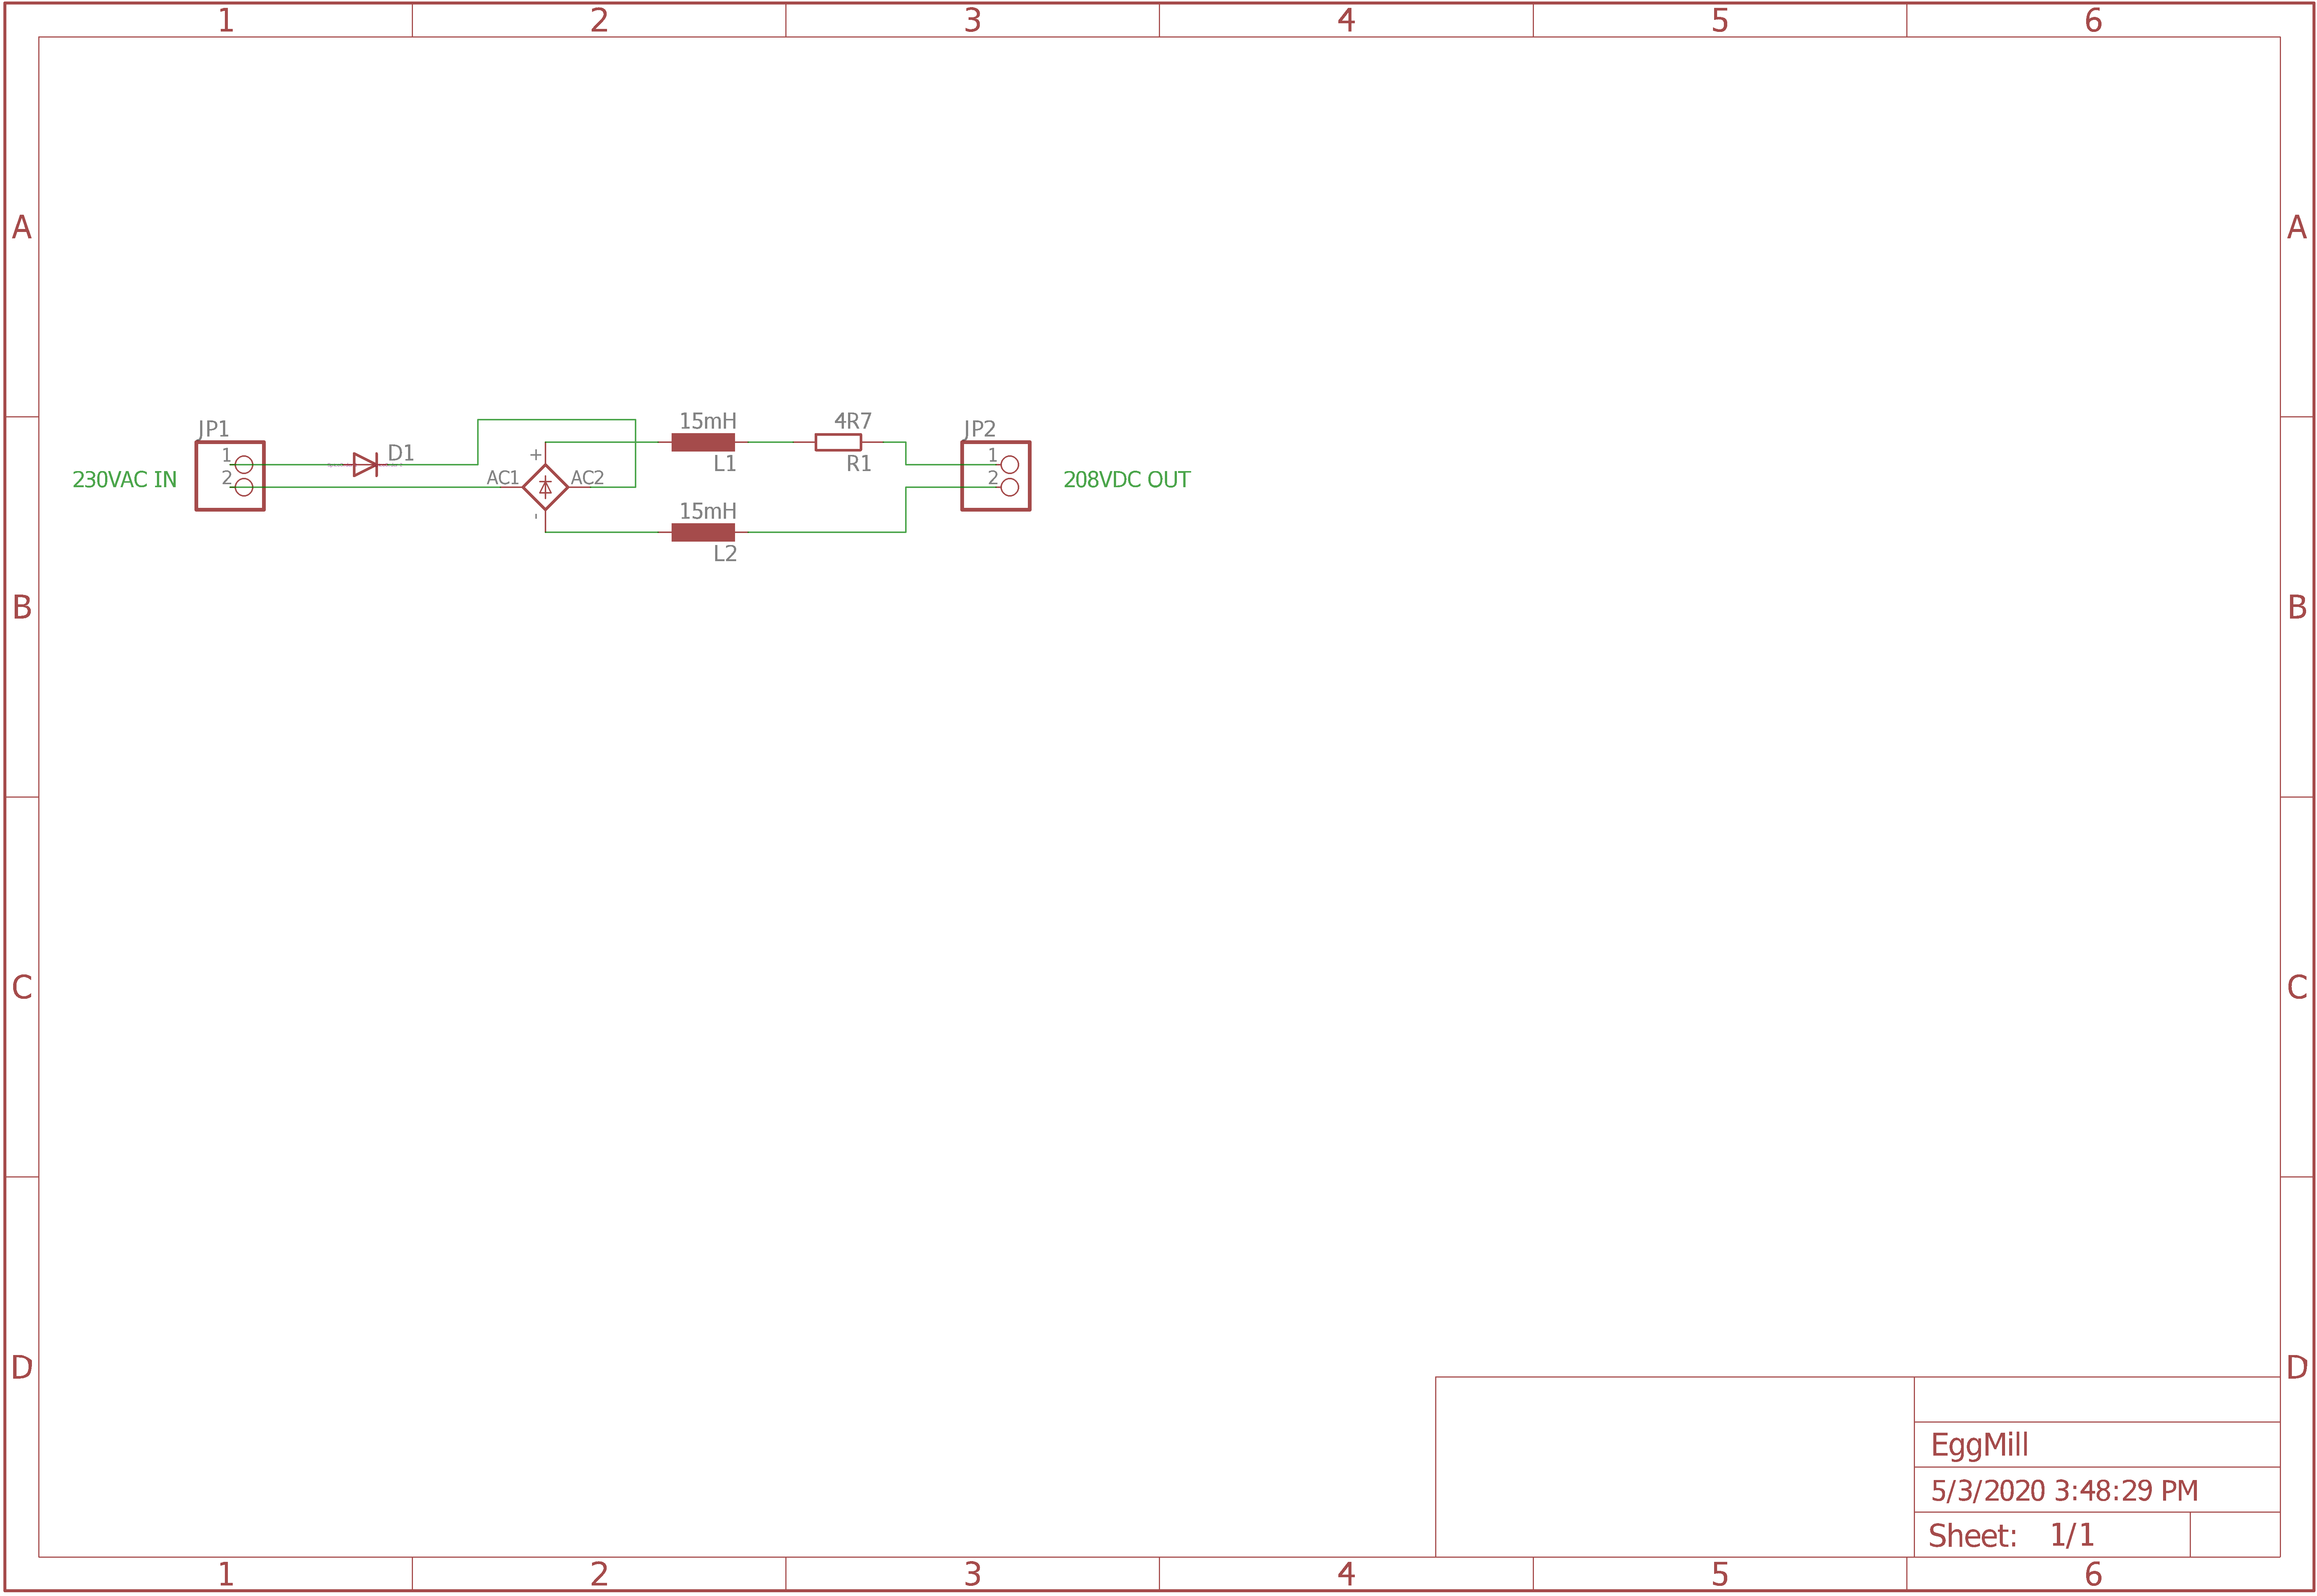 1 2 3 4 5 6
A A
15mH 4R7
JP1 JP2
D1
1 + L1 R1 1
230VAC IN 2 AC1 AC2 2 208VDC OUT
15mH
-
L2
B B
C C
D D
EggMill
5/3/2020 3:48:29 PM
Sheet: 1/1
1 2 3 4 5 6